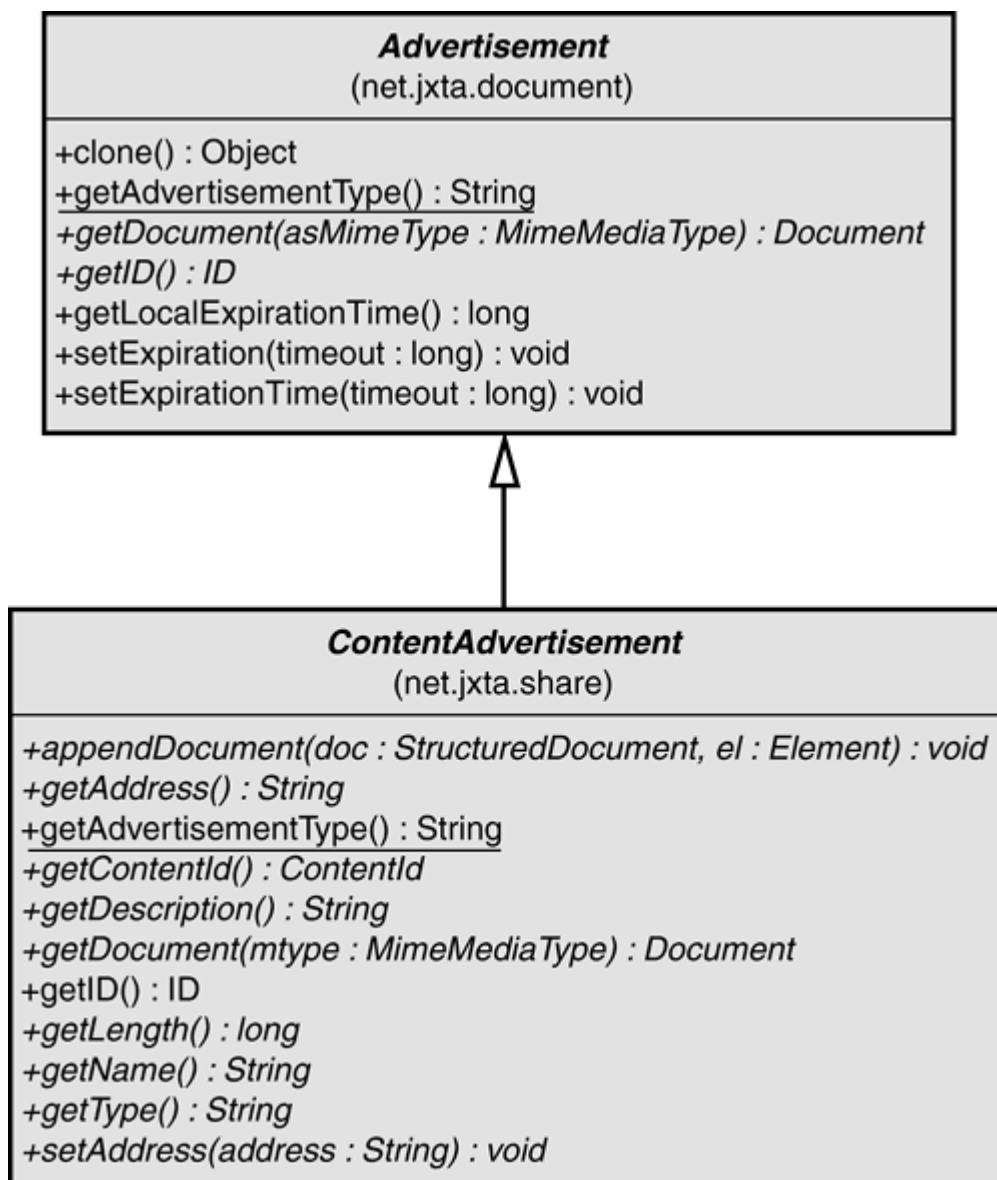 Advertisement
(net.jxta.document)
+clone() : Object
+getAdvertisementType() : String
+getDocument(asMimeType : MimeMediaType) : Document
+getID() : ID
+getLocalExpirationTime() : long
+setExpiration(timeout : long) : void
+setExpirationTime(timeout : long) : void
ContentAdvertisement
(net.jxta.share)
+appendDocument(doc : StructuredDocument, el : Element) : void
+getAddress() : String
+getAdvertisementType() : String
+getContentId() : ContentId
+getDescription() : String
+getDocument(mtype : MimeMediaType) : Document
+getID() : ID
+getLength() : long
+getName() : String
+getType() : String
+setAddress(address : String) : void